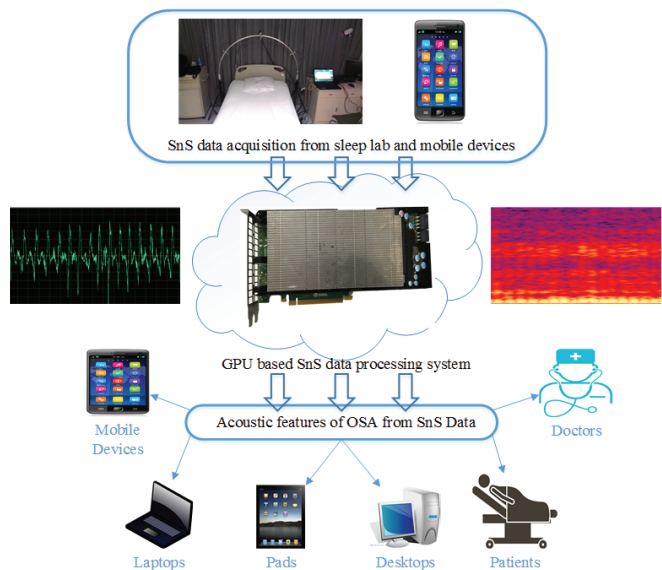 SnS data acquisition from sleep lab and mobile devices
GPU based SnS data processing system
Acoustic features of OSA from SnS Data
Mobile
Devices
Doctors
Laptops
Pads
Desktops
Patients